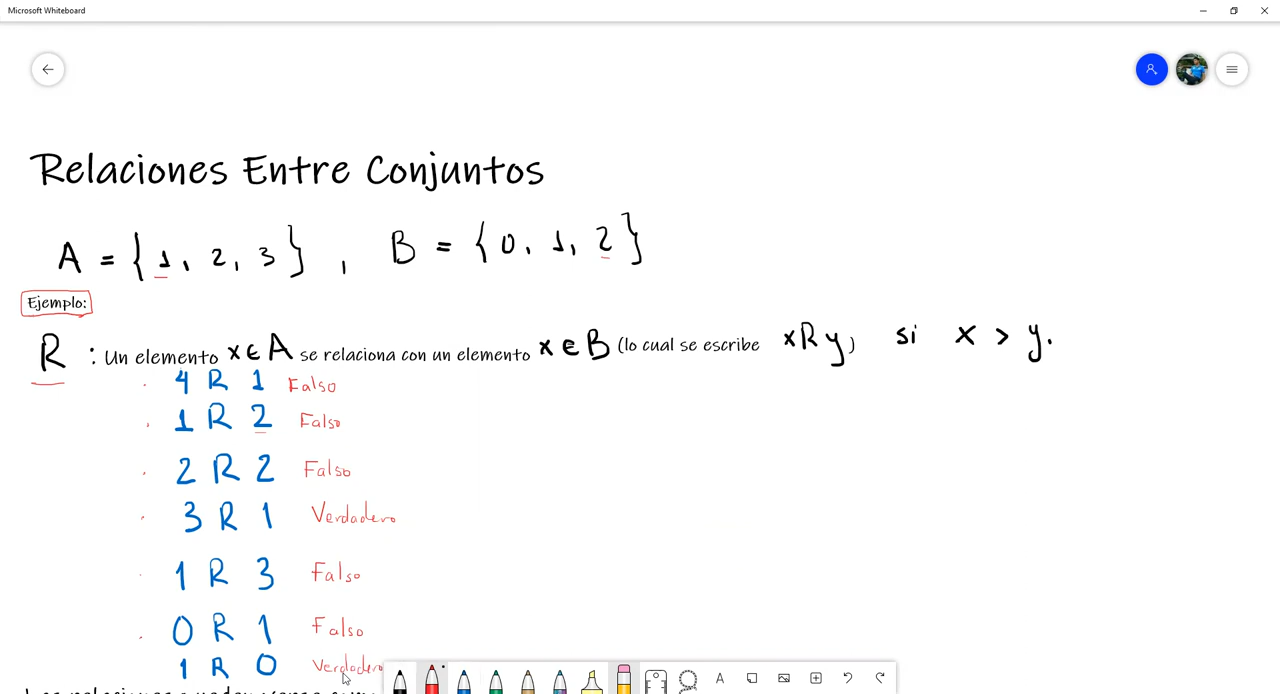 Microsoft Whiteboard
Relaciones Entre Conjuntos
A = {1, 2, 3}, B = {0, 1, 2}
Ejemplo:
R : Un elemento x∈A se relaciona con un elemento x∈B (lo cual se escribe xRy) si x > y.
4 R 1 Falso
1 R 2 Falso
2 R 2 Falso
3 R 1 Verdadero
1 R 3 Falso
0 R 1 Falso
1 R 0 Verdadero